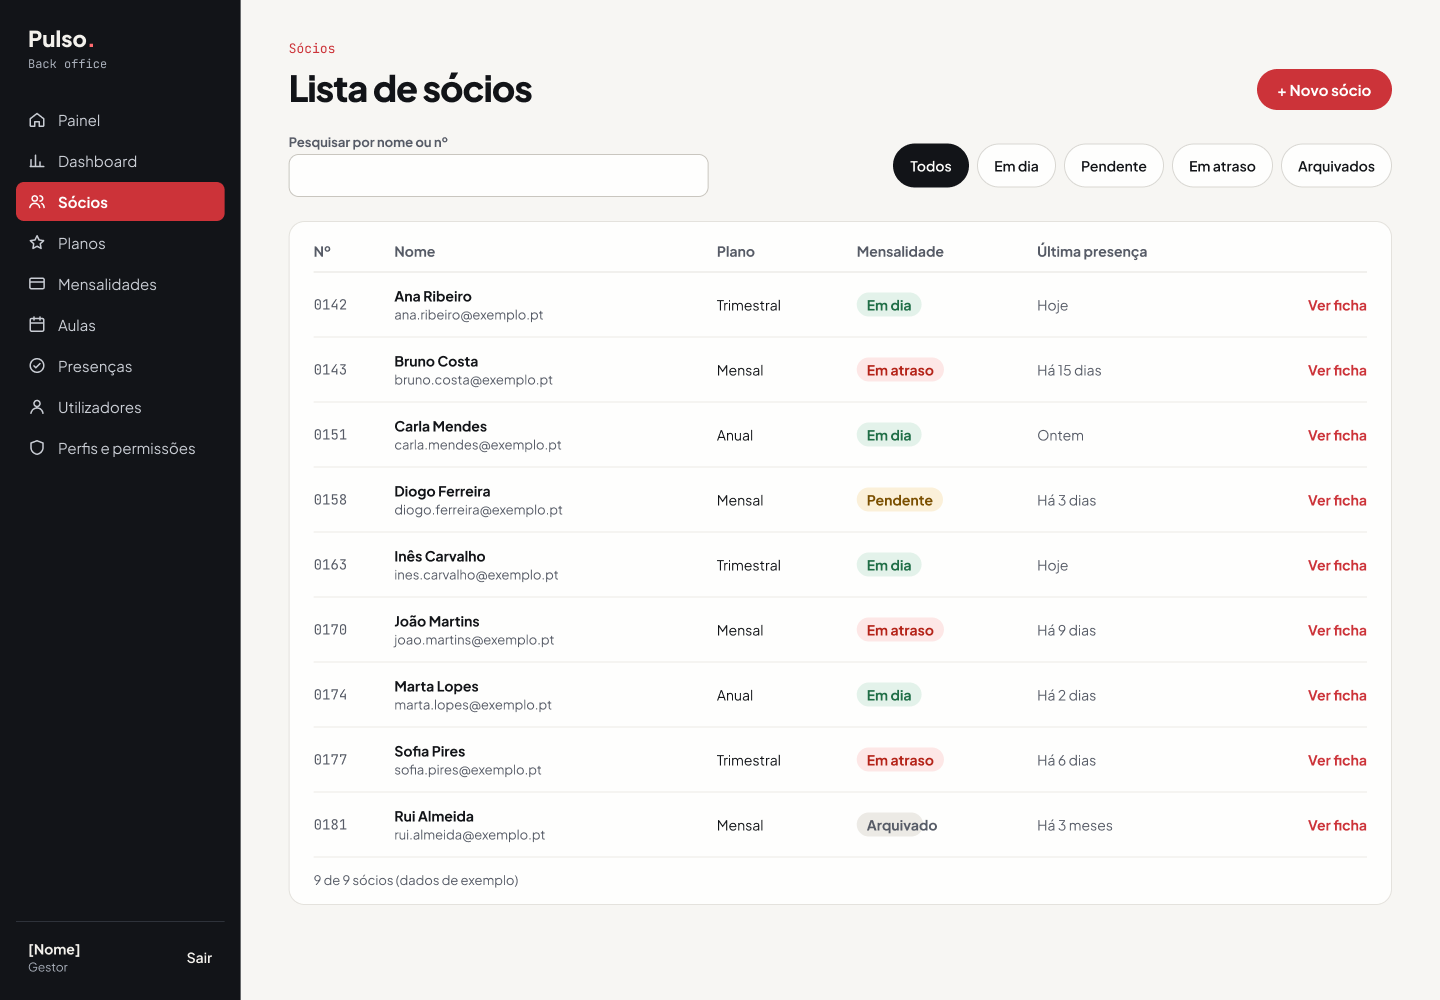 Pulso.
Back office
Painel
Dashboard
Sócios
Planos
Mensalidades
Aulas
Presenças
Utilizadores
Perfis e permissões
[Nome]
Gestor
Sair
Sócios
Lista de sócios
+ Novo sócio
Pesquisar por nome ou nº
Todos
Em dia
Pendente
Em atraso
Arquivados
Nº Nome Plano Mensalidade Última presença
0142 Ana Ribeiro Trimestral Em dia Hoje Ver ficha
ana.ribeiro@exemplo.pt
0143 Bruno Costa Mensal Em atraso Há 15 dias Ver ficha
bruno.costa@exemplo.pt
0151 Carla Mendes Anual Em dia Ontem Ver ficha
carla.mendes@exemplo.pt
0158 Diogo Ferreira Mensal Pendente Há 3 dias Ver ficha
diogo.ferreira@exemplo.pt
0163 Inês Carvalho Trimestral Em dia Hoje Ver ficha
ines.carvalho@exemplo.pt
0170 João Martins Mensal Em atraso Há 9 dias Ver ficha
joao.martins@exemplo.pt
0174 Marta Lopes Anual Em dia Há 2 dias Ver ficha
marta.lopes@exemplo.pt
0177 Sofia Pires Trimestral Em atraso Há 6 dias Ver ficha
sofia.pires@exemplo.pt
0181 Rui Almeida Mensal Arquivado Há 3 meses Ver ficha
rui.almeida@exemplo.pt
9 de 9 sócios (dados de exemplo)